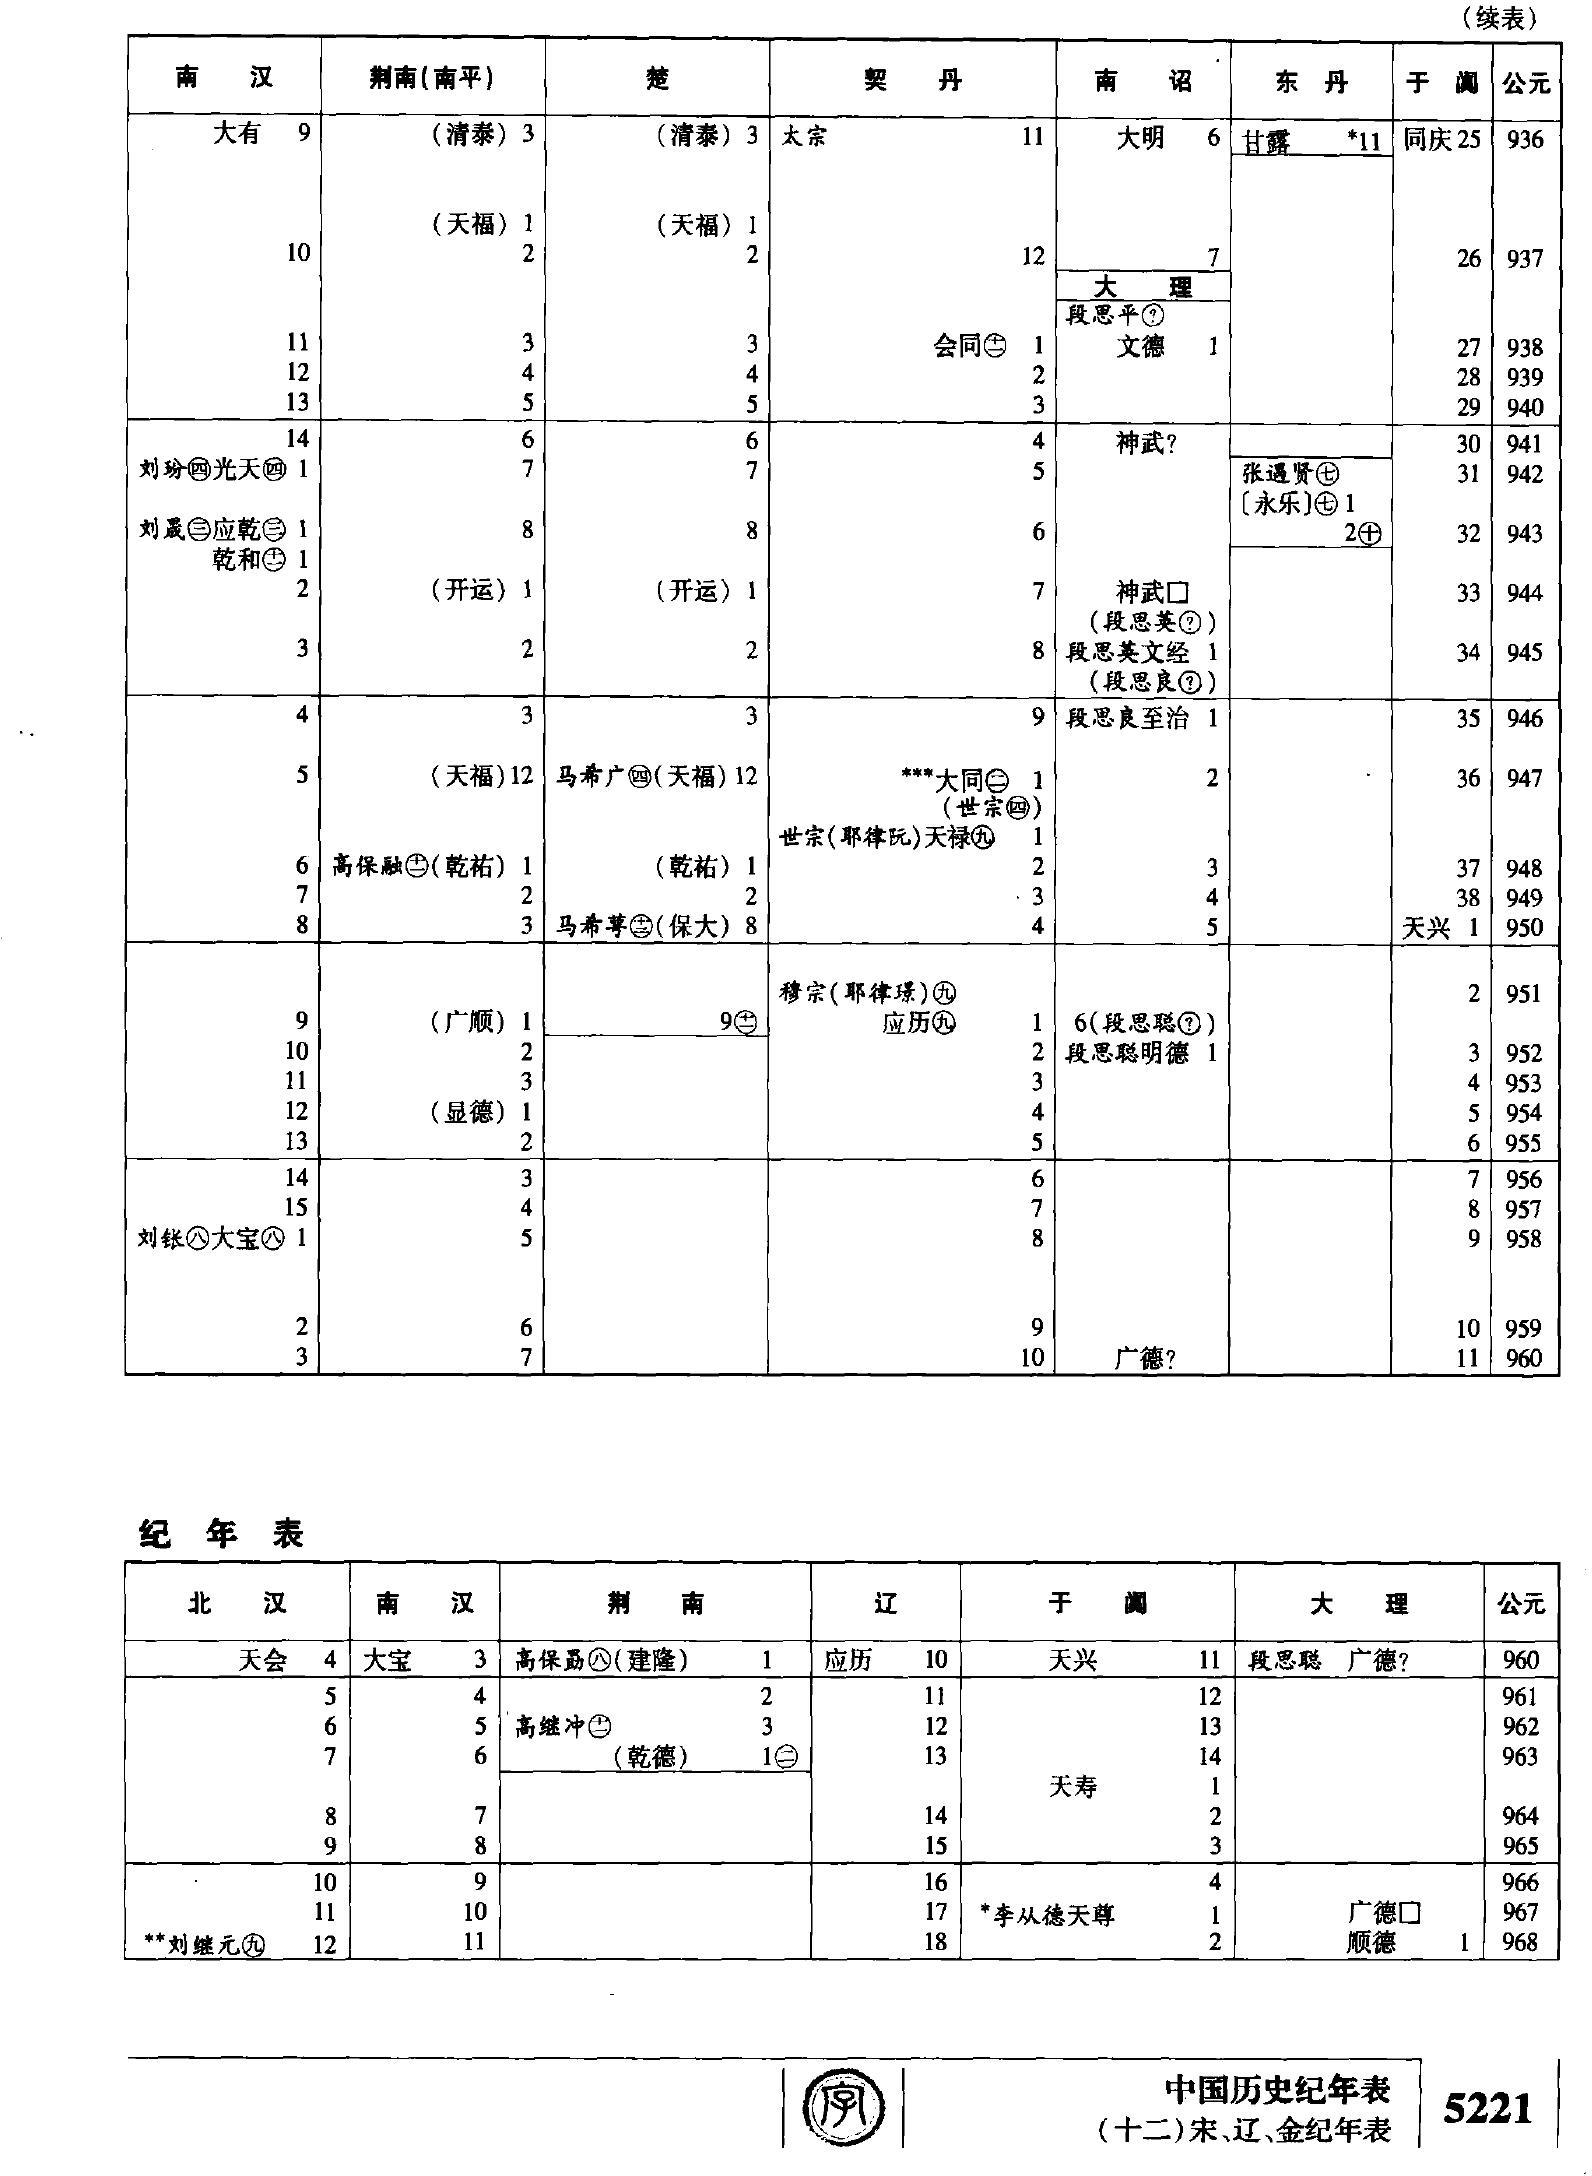 （续表）
南 汉 荆南(南平) 楚 契 丹 南 诏 东 丹 于 阗 公元
大有 9 (清泰) 3 (清泰) 3 太宗 11 大明 6 甘露 *11 同庆 25 936
(天福) 1 (天福) 1
10 2 2 12 7 26 937
大 理
段思平㋿
11 3 3 会同㊉㊀ 1 文德 1 27 938
12 4 4 2 28 939
13 5 5 3 29 940
14 6 6 4 神武? 30 941
刘玢㊃光天㊃ 1 7 7 5 张遇贤㊆ 31 942
〔永乐〕㊆ 1
刘晟㊂应乾㊂ 1 8 8 6 2㊉ 32 943
乾和 1
2 (开运) 1 (开运) 1 7 神武□ 33 944
(段思英?)
3 2 2 8 段思英文经 1 34 945
(段思良?)
4 3 3 9 段思良至治 1 35 946
5 (天福)12 马希广㊃(天福) 12 ***大同㊁ 1 2 36 947
(世宗㊃)
世宗(耶律阮)天禄㊈ 1
6 高保融(乾祐) 1 (乾祐) 1 2 3 37 948
7 2 2 3 4 38 949
8 3 马希萼(保大) 8 4 5 天兴 1 950
穆宗(耶律璟)㊈ 2 951
9 (广顺) 1 9 应历㊈ 1 6(段思聪?)
10 2 2 段思聪明德 1 3 952
11 3 3 4 953
12 (显德) 1 4 5 954
13 2 5 6 955
14 3 6 7 956
15 4 7 8 957
刘𬬮㊇大宝㊇ 1 5 8 9 958
2 6 9 10 959
3 7 10 广德? 11 960
纪 年 表
北 汉 南 汉 荆 南 辽 于 阗 大 理 公元
天会 4 大宝 3 高保勗㊇(建隆) 1 应历 10 天兴 11 段思聪 广德? 960
5 4 2 11 12 961
6 5 高继冲 3 12 13 962
7 6 (乾德) 1㊁ 13 14 963
天寿 1
8 7 14 2 964
9 8 15 3 965
10 9 16 4 966
11 10 17 *李从德天尊 1 广德□ 967
**刘继元㊈ 12 11 18 2 顺德 1 968
字
中国历史纪年表
(十二)宋、辽、金纪年表
5221